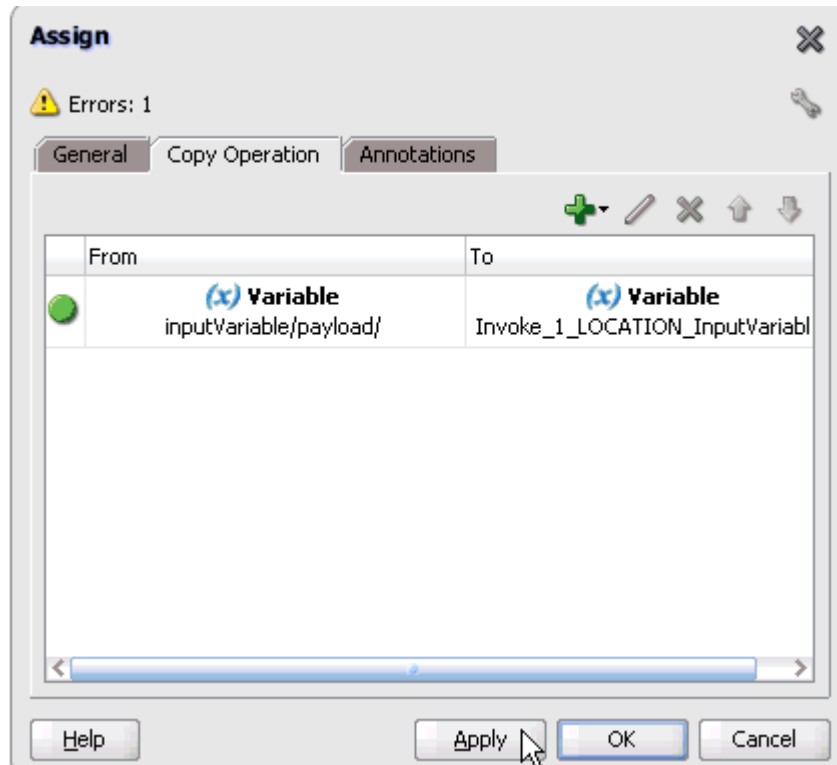 Assign
Errors: 1
General Copy Operation Annotations
From To
(x) Variable (x) Variable
inputVariable/payload/ Invoke_1_LOCATION_InputVariabl
Help Apply OK Cancel